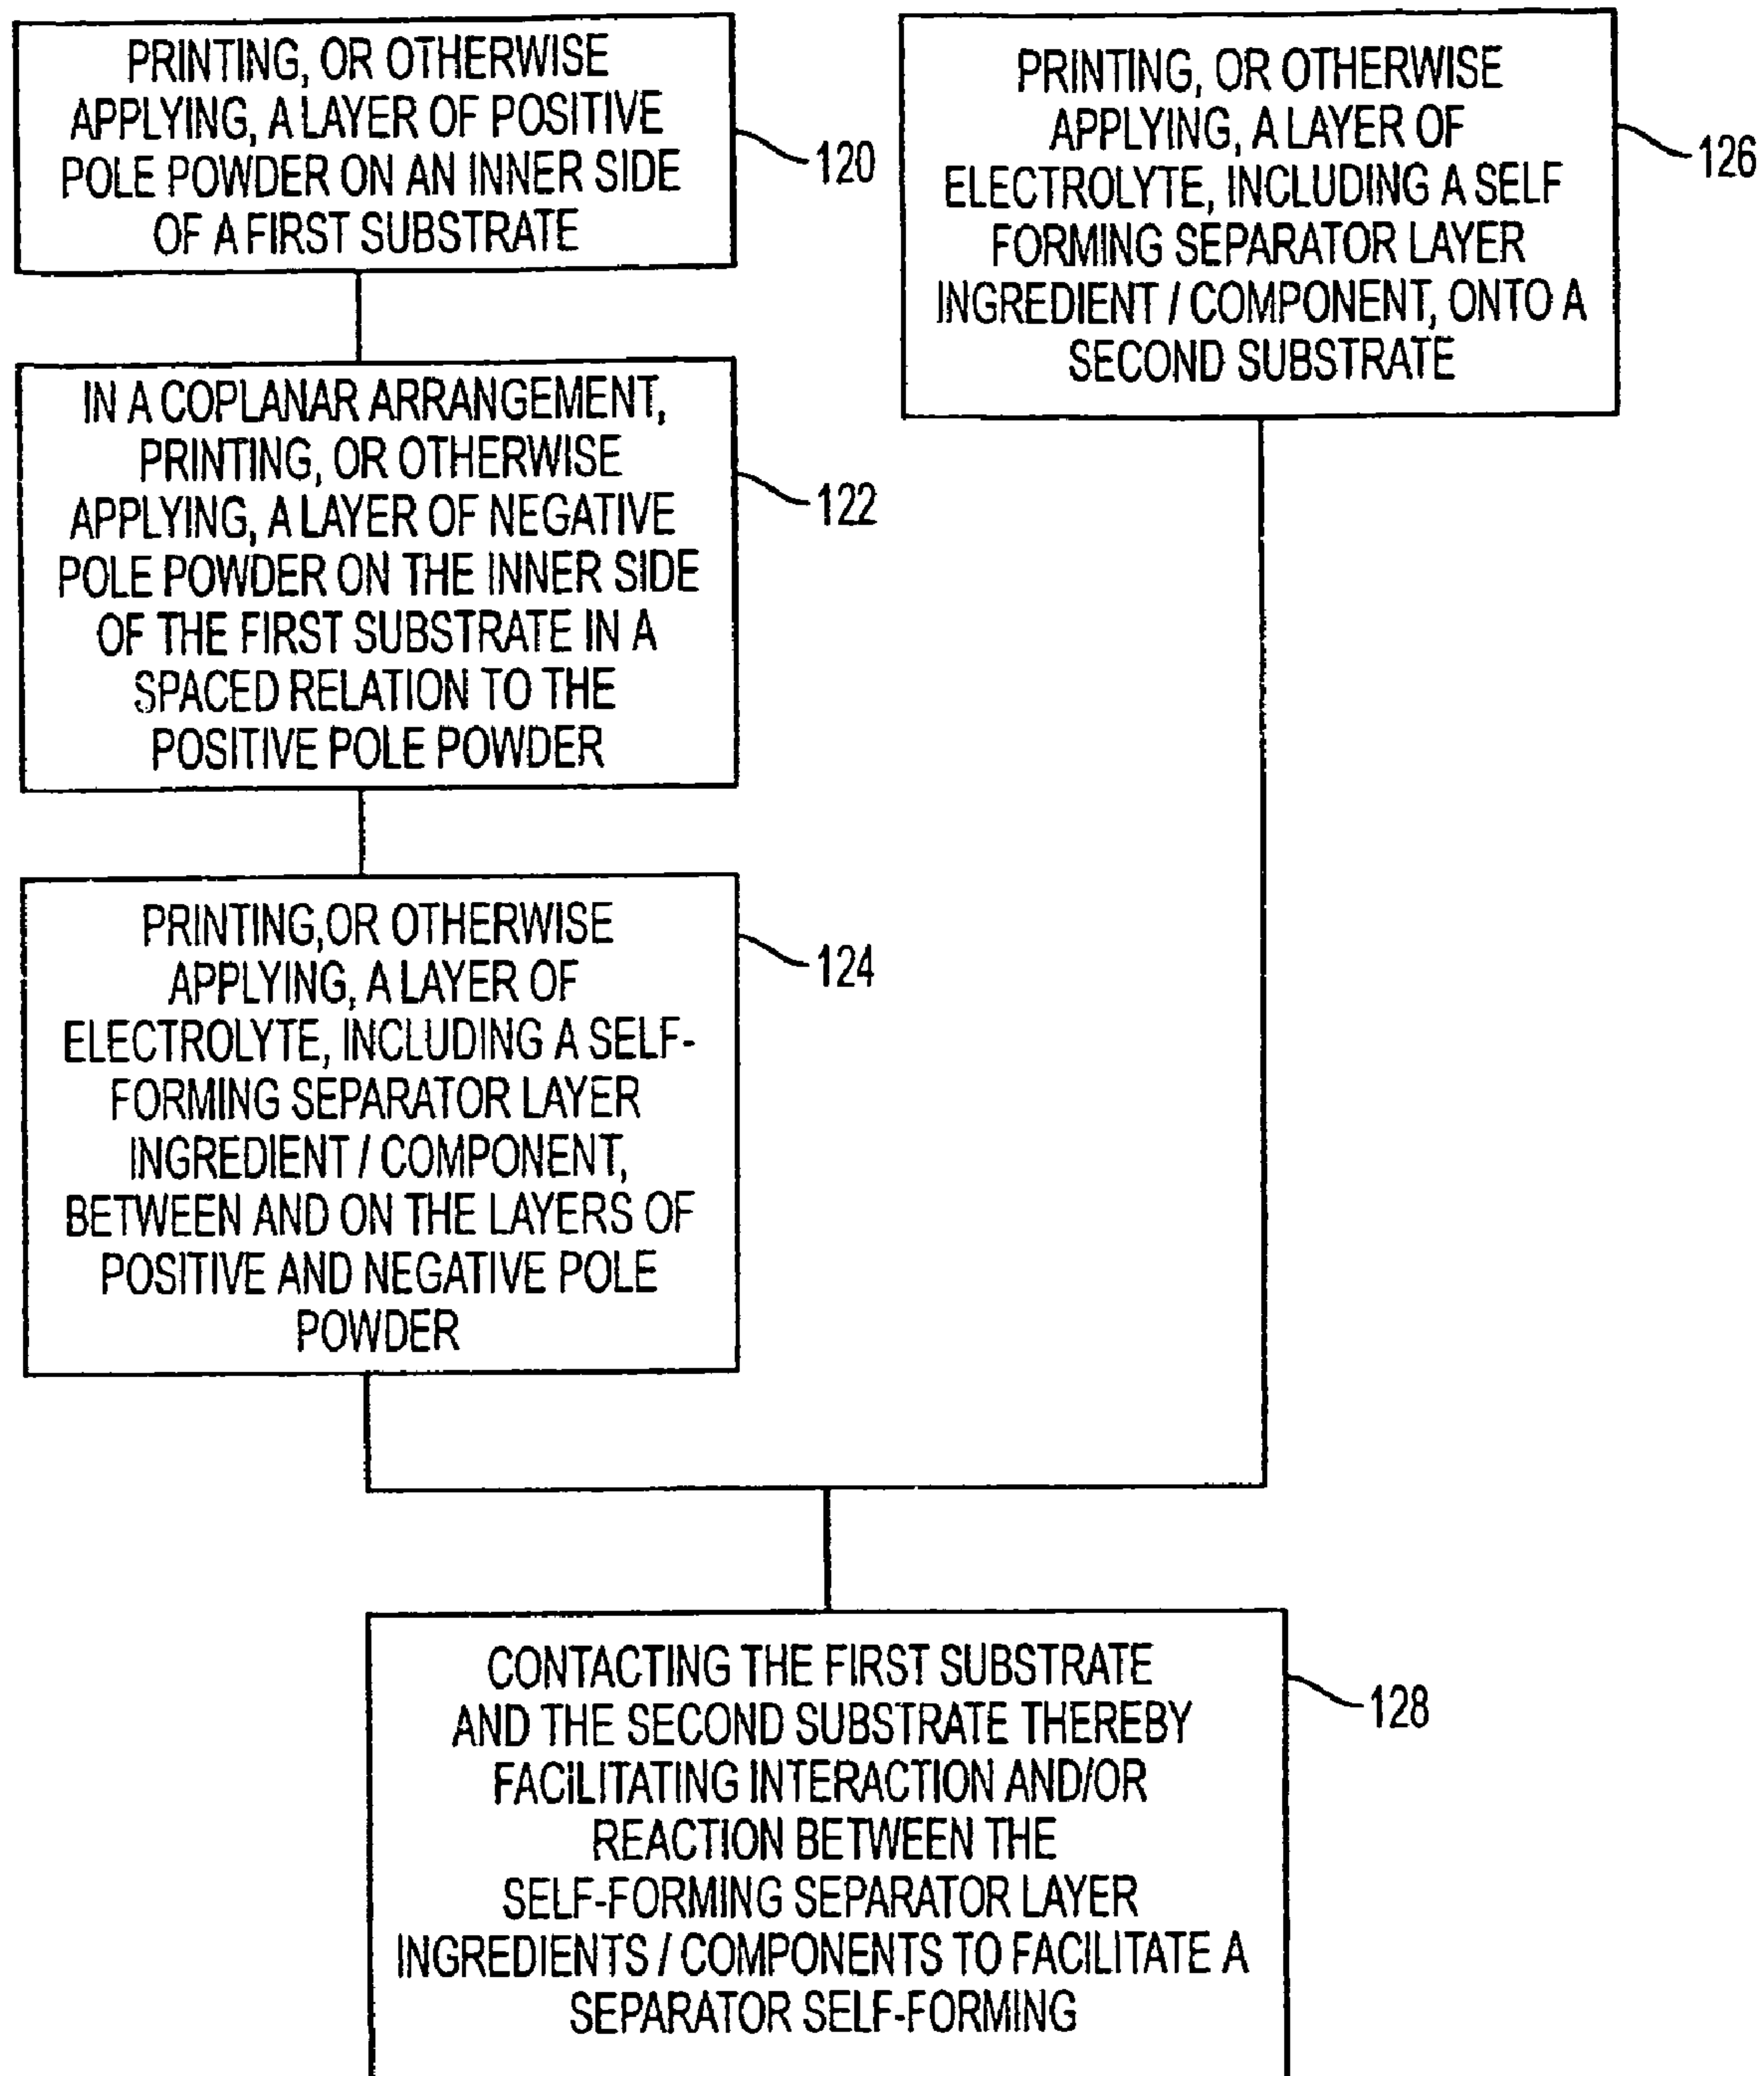 PRINTING, OR OTHERWISE
APPLYING, A LAYER OF POSITIVE
POLE POWDER ON AN INNER SIDE
OF A FIRST SUBSTRATE
120
IN A COPLANAR ARRANGEMENT,
PRINTING, OR OTHERWISE
APPLYING, A LAYER OF NEGATIVE
POLE POWDER ON THE INNER SIDE
OF THE FIRST SUBSTRATE IN A
SPACED RELATION TO THE
POSITIVE POLE POWDER
122
PRINTING,OR OTHERWISE
APPLYING, A LAYER OF
ELECTROLYTE, INCLUDING A SELF-
FORMING SEPARATOR LAYER
INGREDIENT / COMPONENT,
BETWEEN AND ON THE LAYERS OF
POSITIVE AND NEGATIVE POLE
POWDER
124
PRINTING, OR OTHERWISE
APPLYING, A LAYER OF
ELECTROLYTE, INCLUDING A SELF
FORMING SEPARATOR LAYER
INGREDIENT / COMPONENT, ONTO A
SECOND SUBSTRATE
126
CONTACTING THE FIRST SUBSTRATE
AND THE SECOND SUBSTRATE THEREBY
FACILITATING INTERACTION AND/OR
REACTION BETWEEN THE
SELF-FORMING SEPARATOR LAYER
INGREDIENTS / COMPONENTS TO FACILITATE A
SEPARATOR SELF-FORMING
128